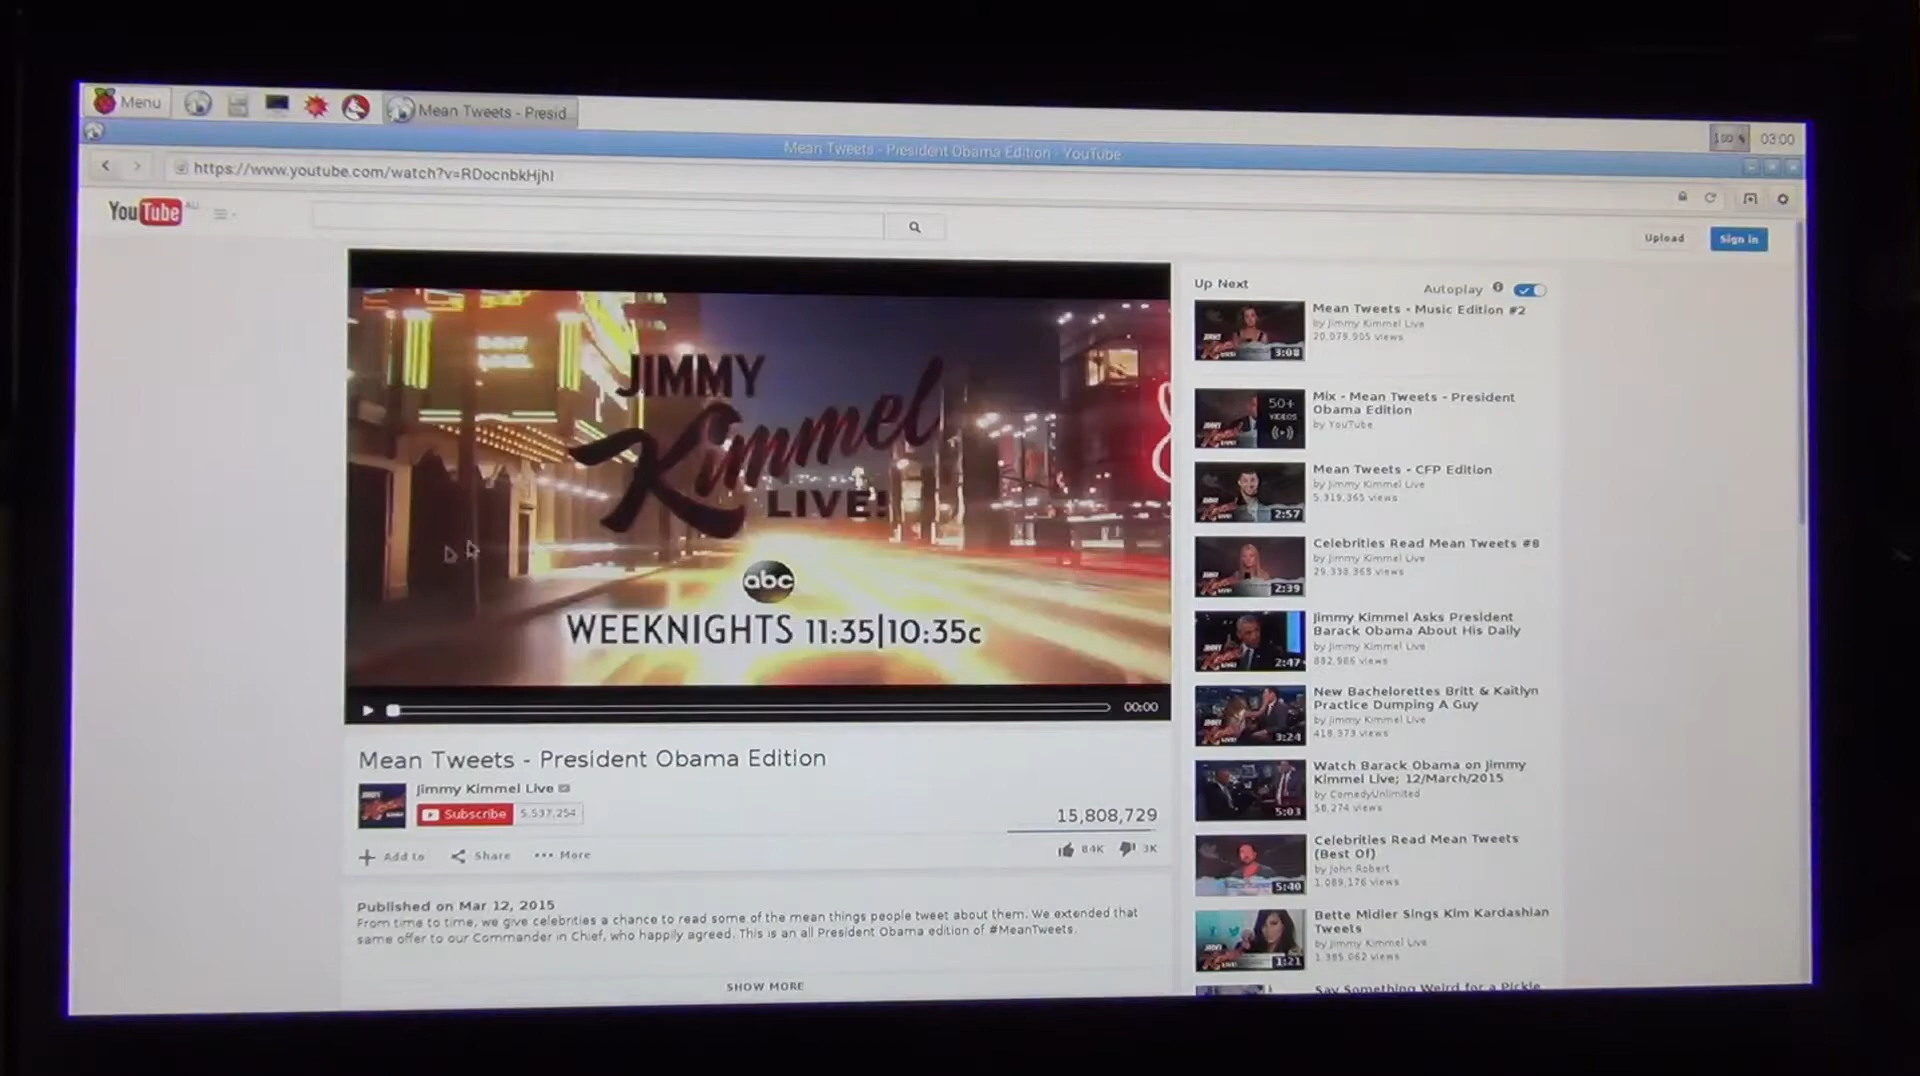 Menu
Mean Tweets - Presid
100 %
03:00
Mean Tweets - President Obama Edition - YouTube
https://www.youtube.com/watch?v=RDocnbkHjhI
YouTube AU
Upload
Sign in
JIMMY
Kimmel
LIVE!
abc
WEEKNIGHTS 11:35|10:35c
00:00
Mean Tweets - President Obama Edition
Jimmy Kimmel Live
Subscribe 5,537,254
15,808,729
Add to
Share
More
84K
3K
Published on Mar 12, 2015
From time to time, we give celebrities a chance to read some of the mean things people tweet about them. We extended that
same offer to our Commander in Chief, who happily agreed. This is an all President Obama edition of #MeanTweets.
SHOW MORE
Up Next
Autoplay
Mean Tweets - Music Edition #2
by Jimmy Kimmel Live
20,079,905 views
3:08
Mix - Mean Tweets - President
Obama Edition
by YouTube
50+
VIDEOS
Mean Tweets - CFP Edition
by Jimmy Kimmel Live
5,319,365 views
2:57
Celebrities Read Mean Tweets #8
by Jimmy Kimmel Live
29,338,365 views
2:39
Jimmy Kimmel Asks President
Barack Obama About His Daily
by Jimmy Kimmel Live
882,986 views
2:47
New Bachelorettes Britt & Kaitlyn
Practice Dumping A Guy
by Jimmy Kimmel Live
418,373 views
3:24
Watch Barack Obama on Jimmy
Kimmel Live; 12/March/2015
by ComedyUnlimited
58,274 views
5:03
Celebrities Read Mean Tweets
(Best Of)
by John Robert
1,089,176 views
5:40
Bette Midler Sings Kim Kardashian
Tweets
by Jimmy Kimmel Live
1,385,062 views
1:21
Say Something Weird for a Pickle